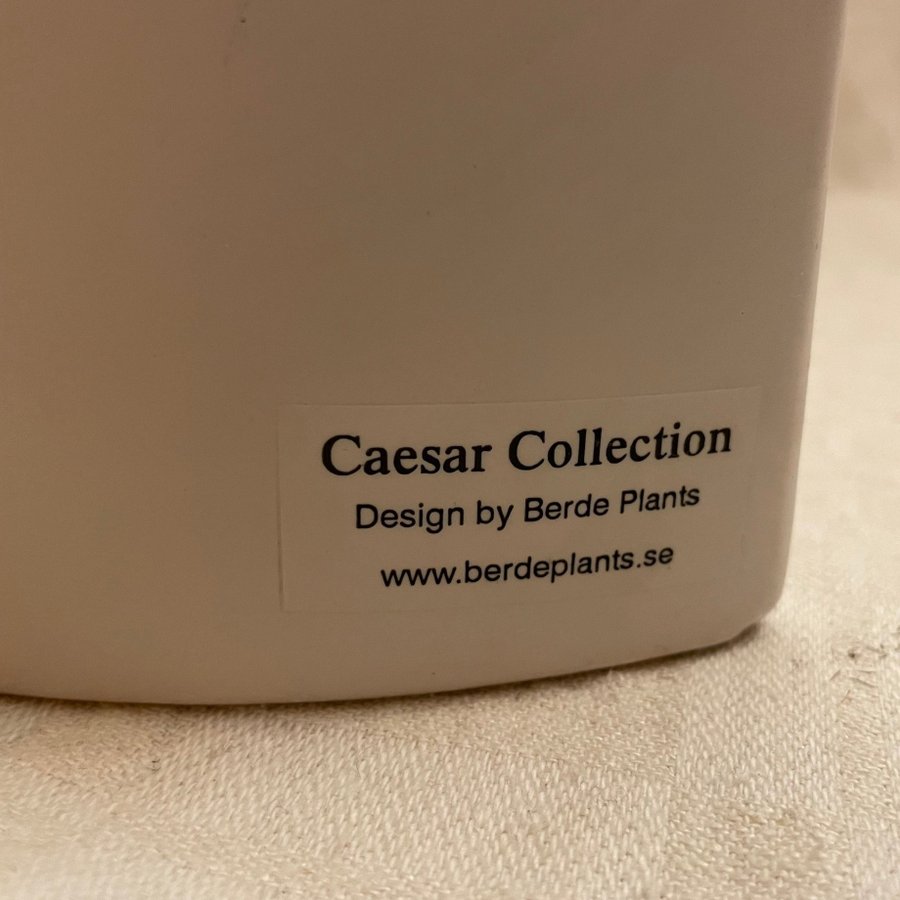 Caesar Collection
Design by Berde Plants
www.berdeplants.se